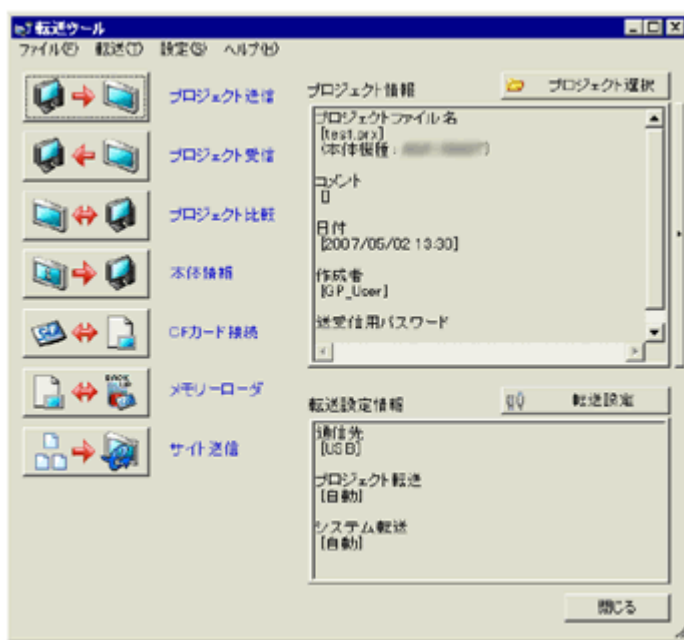 転送ツール
ファイル(F) 転送(T) 設定(S) ヘルプ(H)
プロジェクト送信
プロジェクト受信
プロジェクト比較
本体情報
CFカード接続
メモリーローダ
サイト送信
プロジェクト情報
プロジェクト選択
プロジェクトファイル名
[test.prx]
(本体機種:
コメント
[]
日付
[2007/05/02 13:30]
作成者
[GP_User]
送受信用パスワード
転送設定情報
転送設定
通信先
[USB]
プロジェクト転送
[自動]
システム転送
[自動]
閉じる